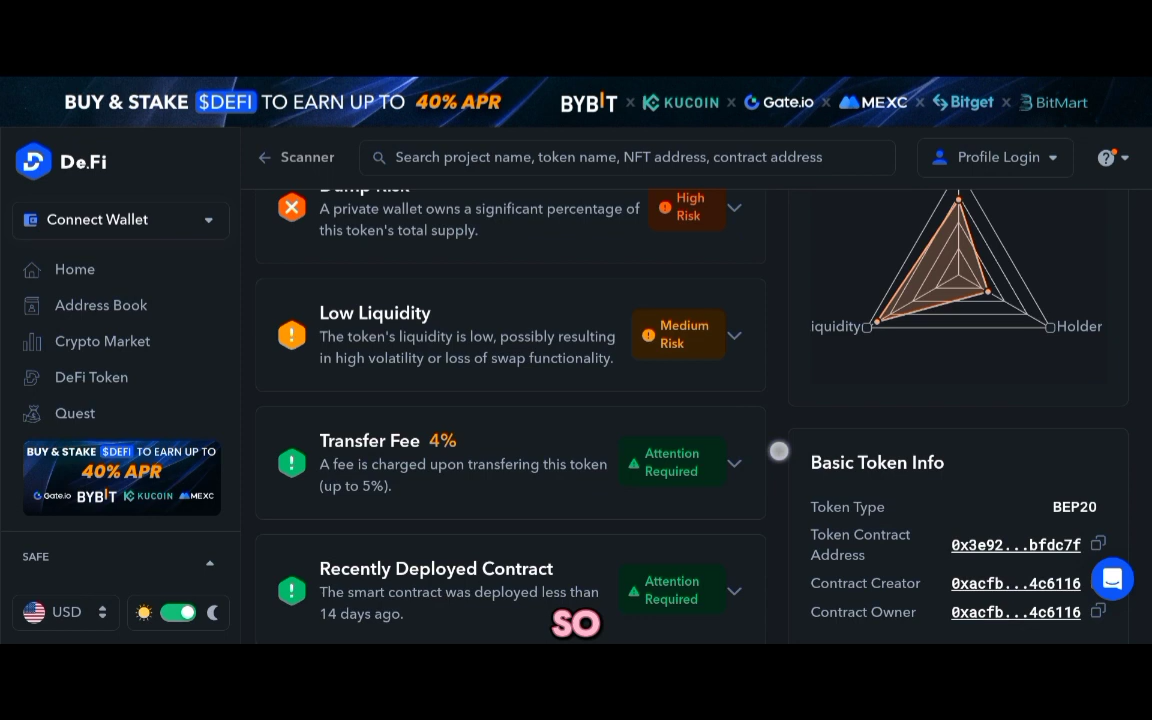 BUY & STAKE $DEFI TO EARN UP TO 40% APR
BYBIT x KUCOIN x Gate.io x MEXC x Bitget x BitMart
De.Fi
Scanner
Search project name, token name, NFT address, contract address
Profile Login
?
Connect Wallet
Home
Address Book
Crypto Market
DeFi Token
Quest
BUY & STAKE $DEFI TO EARN UP TO
40% APR
Gate.io BYBIT KUCOIN MEXC
SAFE
USD
Dump Risk
A private wallet owns a significant percentage of
this token's total supply.
High
Risk
Low Liquidity
The token's liquidity is low, possibly resulting
in high volatility or loss of swap functionality.
Medium
Risk
Transfer Fee 4%
A fee is charged upon transfering this token
(up to 5%).
Attention
Required
Recently Deployed Contract
The smart contract was deployed less than
14 days ago.
Attention
Required
iquidity
Holder
Basic Token Info
Token Type BEP20
Token Contract
Address
0x3e92...bfdc7f
Contract Creator 0xacfb...4c6116
Contract Owner 0xacfb...4c6116
SO